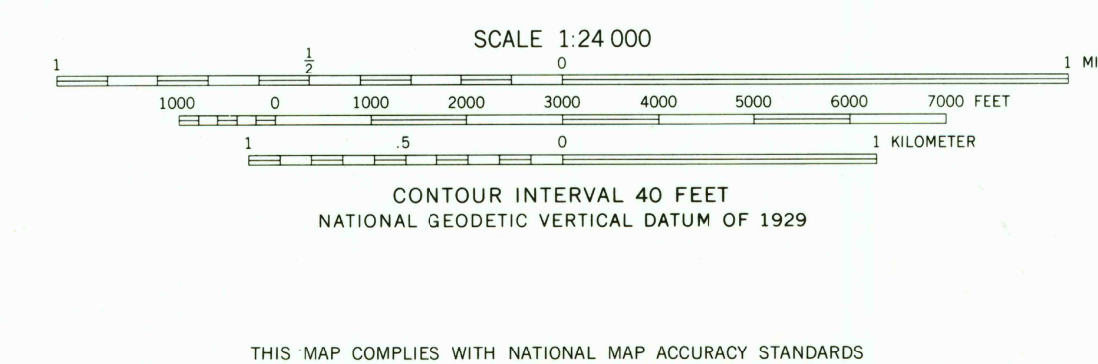 SCALE 1:24 000
1 1/2 0 1 MI
1000 0 1000 2000 3000 4000 5000 6000 7000 FEET
1 .5 0 1 KILOMETER
CONTOUR INTERVAL 40 FEET
NATIONAL GEODETIC VERTICAL DATUM OF 1929
THIS MAP COMPLIES WITH NATIONAL MAP ACCURACY STANDARDS